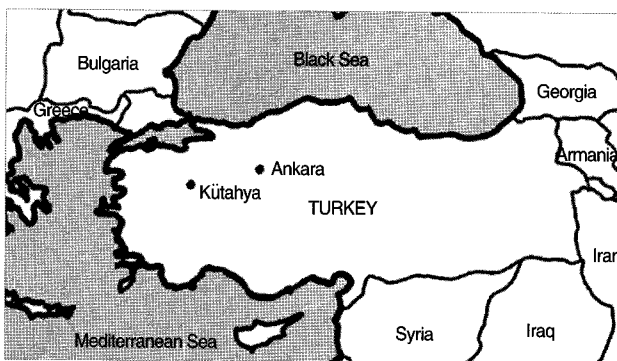 Black Sea
Bulgaria
Georgia
Greece
Armania
Ankara
Kütahya
TURKEY
Iran
Mediterranean Sea
Syria
Iraq